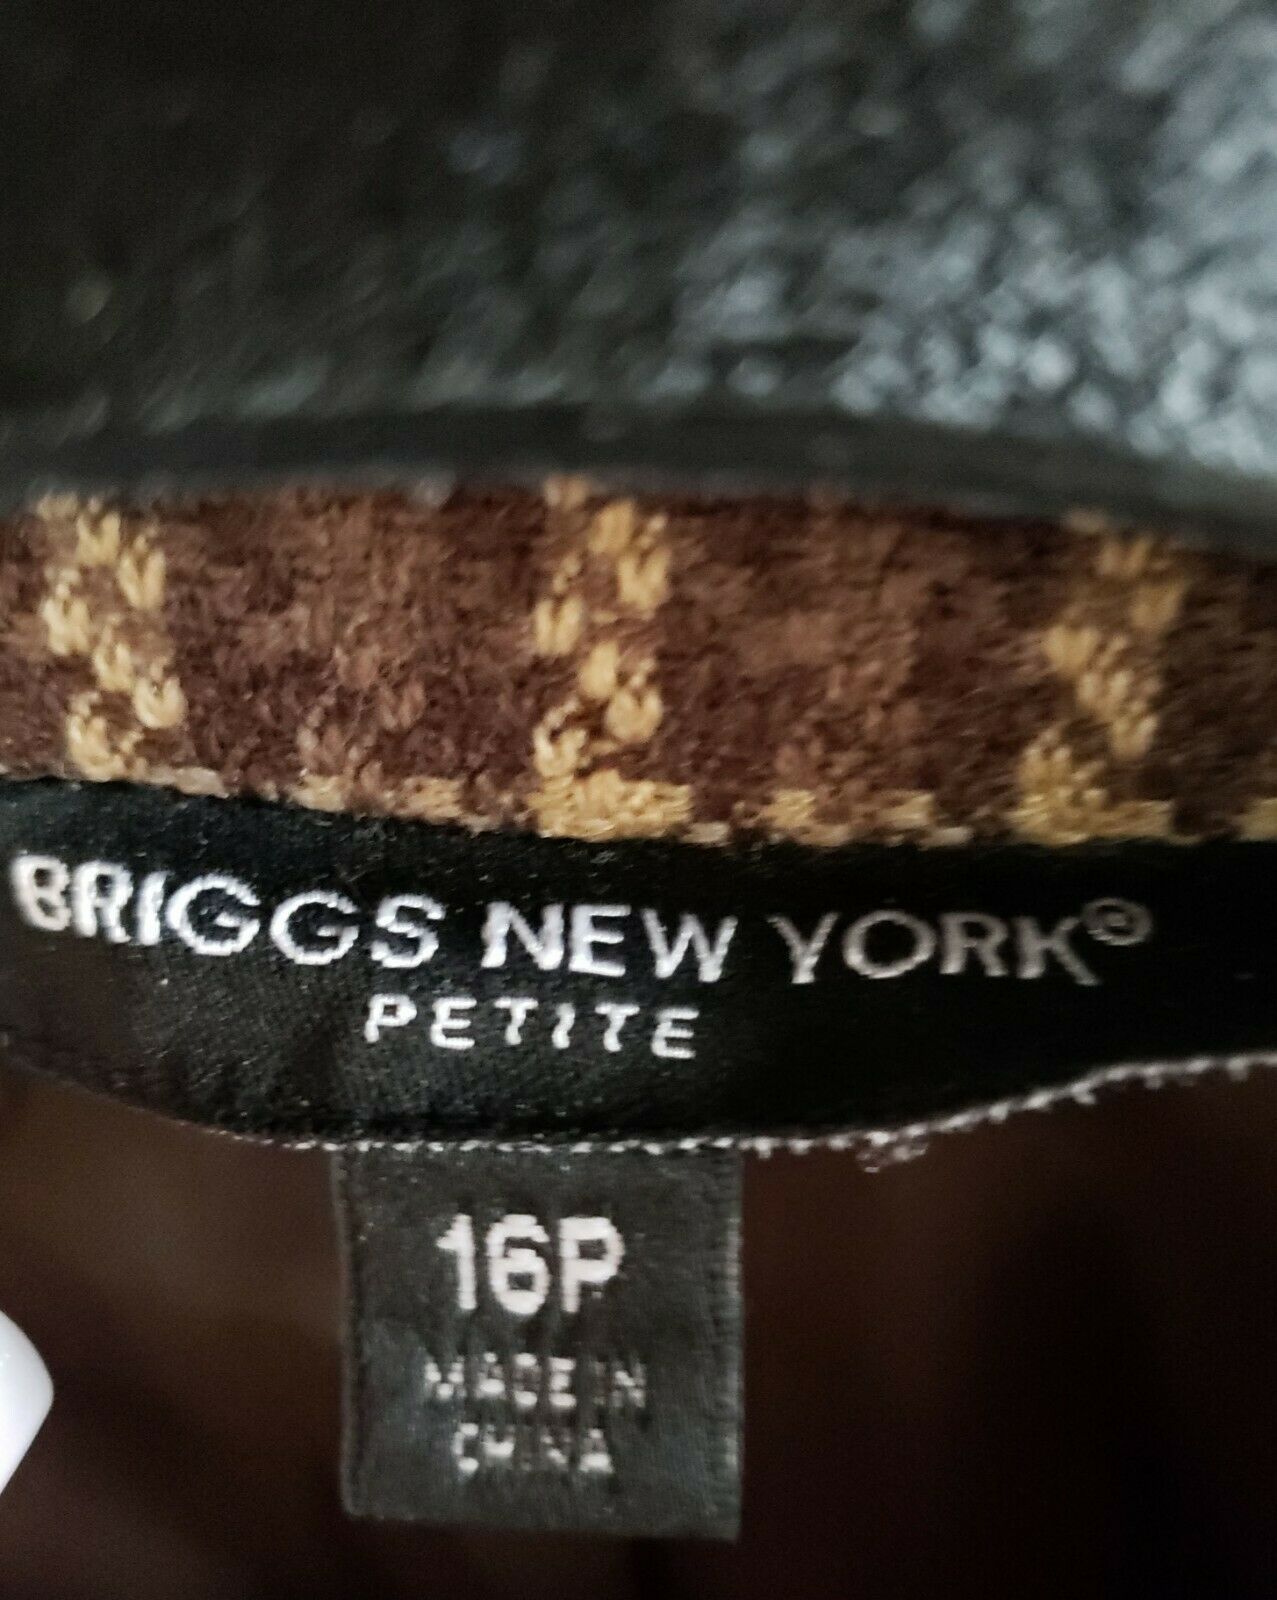 BRIGGS NEW YORK®
PETITE
16P
MADE IN
CHINA